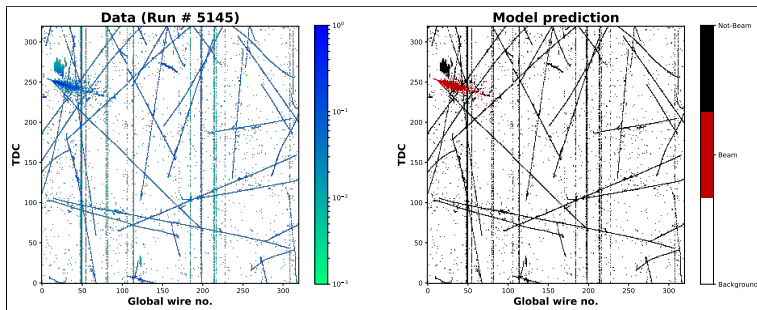 Data (Run # 5145)
TDC
300
250
200
150
100
50
0
0 50 100 150 200 250 300
Global wire no.
10⁰
10⁻¹
10⁻²
10⁻³
Model prediction
TDC
300
250
200
150
100
50
0
0 50 100 150 200 250 300
Global wire no.
Not-Beam
Beam
Background